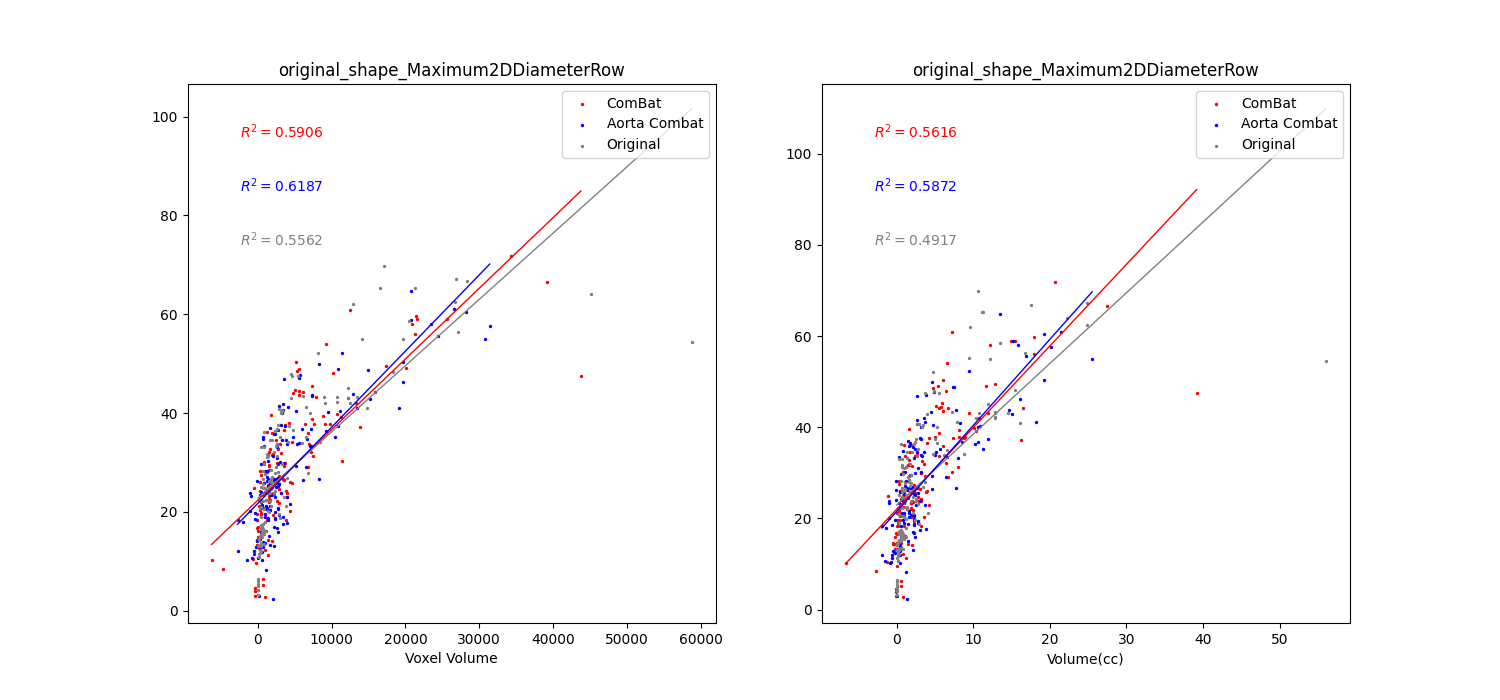 original_shape_Maximum2DDiameterRow
ComBat
Aorta Combat
Original
R² = 0.5906
R² = 0.6187
R² = 0.5562
100
80
60
40
20
0
0 10000 20000 30000 40000 50000 60000
Voxel Volume
original_shape_Maximum2DDiameterRow
ComBat
Aorta Combat
Original
R² = 0.5616
R² = 0.5872
R² = 0.4917
100
80
60
40
20
0
0 10 20 30 40 50
Volume(cc)